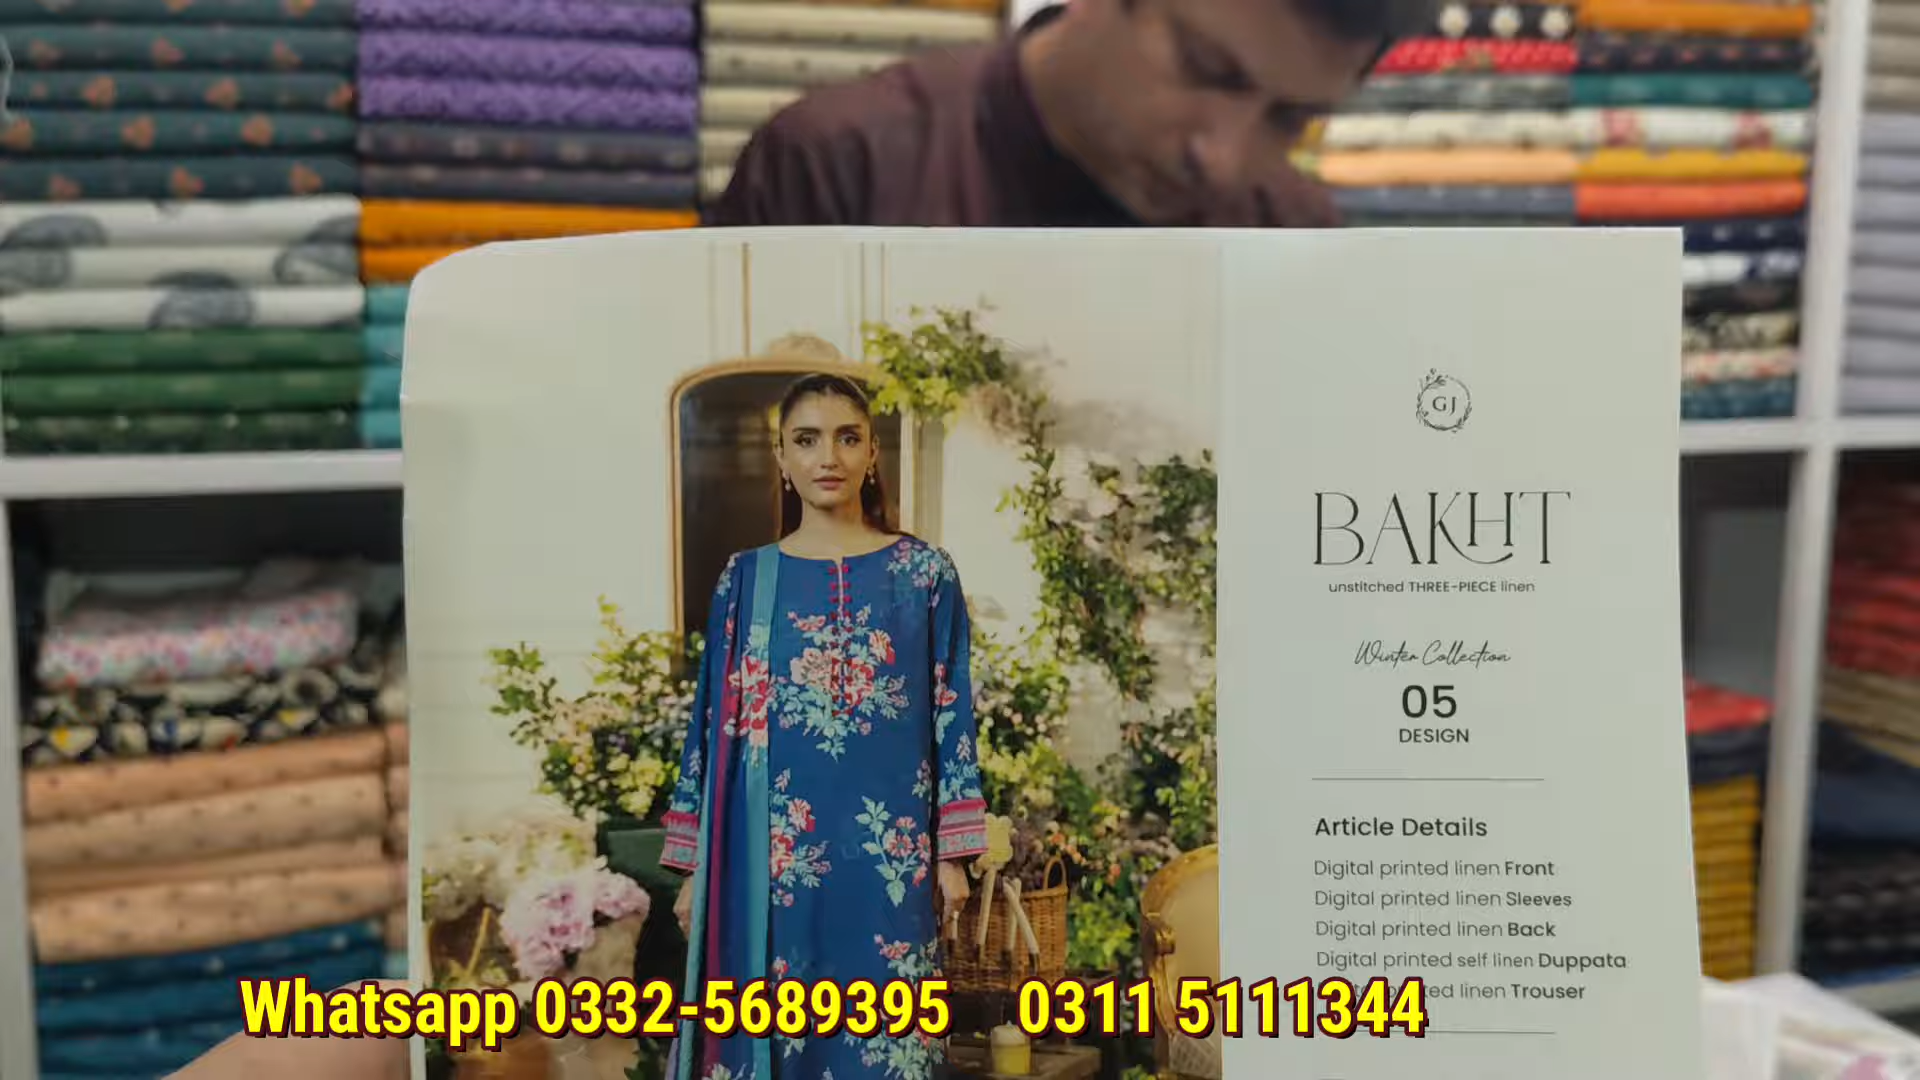 GJ
BAKHT
unstitched THREE-PIECE linen
Winter Collection
05
DESIGN
Article Details
Digital printed linen Front
Digital printed linen Sleeves
Digital printed linen Back
Digital printed self linen Duppata
linen Trouser
Whatsapp 0332-5689395 0311 5111344